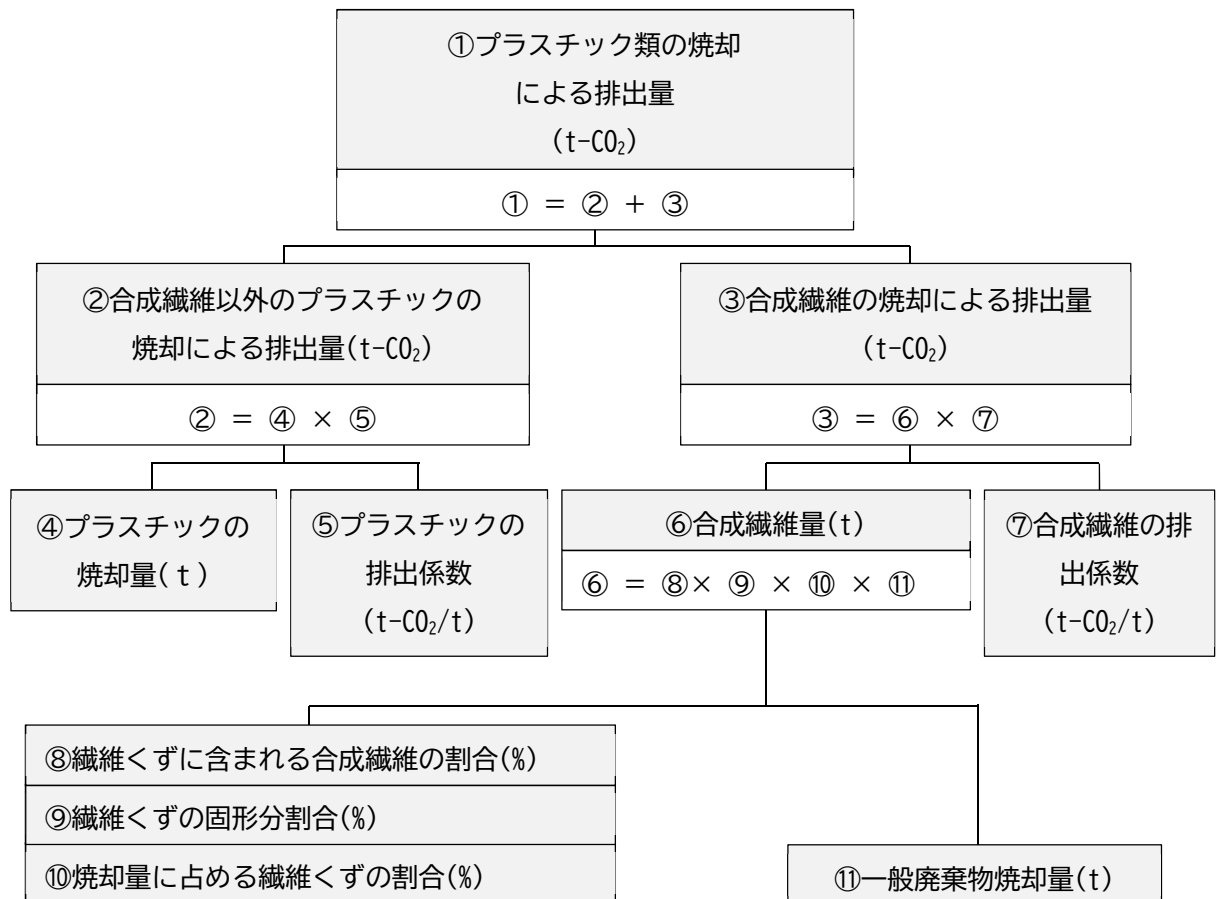 ①プラスチック類の焼却
による排出量
(t-CO₂)
① = ② + ③
②合成繊維以外のプラスチックの
焼却による排出量(t-CO₂)
② = ④ × ⑤
③合成繊維の焼却による排出量
(t-CO₂)
③ = ⑥ × ⑦
④プラスチックの
焼却量(ｔ)
⑤プラスチックの
排出係数
(t-CO₂/t)
⑥合成繊維量(t)
⑥ = ⑧× ⑨ × ⑩ × ⑪
⑦合成繊維の排
出係数
(t-CO₂/t)
⑧繊維くずに含まれる合成繊維の割合(%)
⑨繊維くずの固形分割合(%)
⑩焼却量に占める繊維くずの割合(%)
⑪一般廃棄物焼却量(t)